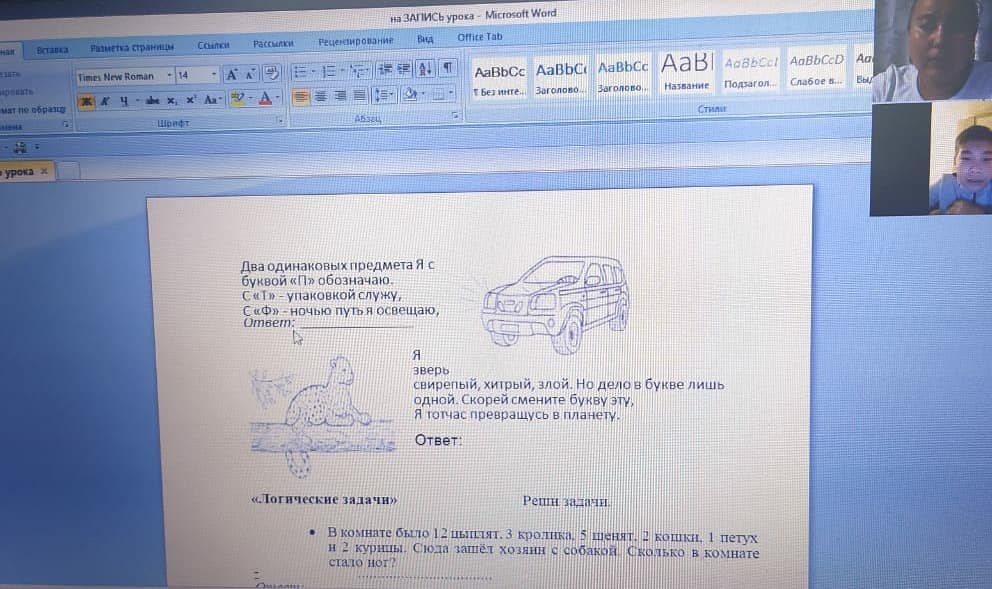 на ЗАПИСЬ урока - Microsoft Word
Вставка Разметка страницы Ссылки Рассылки Рецензирование Вид Office Tab
Times New Roman 14
Шрифт
Абзац
AaBbCc AaBbC AaBbCc AaB AaBbCcI AaBbCcD
¶ Без инте... Заголово... Заголово... Название Подзагол... Слабое в...
Стили
урока
Два одинаковых предмета Я с
буквой «П» обозначаю.
С «Т» - упаковкой служу,
С «Ф» - ночью путь я освещаю,
Ответ: ________________
Я
зверь
свирепый, хитрый, злой. Но дело в букве лишь
одной. Скорей смените букву эту,
Я тотчас превращусь в планету.
Ответ:
«Логические задачи» Реши задачи.
• В комнате было 12 цыплят, 3 кролика, 5 щенят, 2 кошки, 1 петух
и 2 курицы. Сюда зашёл хозяин с собакой. Сколько в комнате
стало ног?